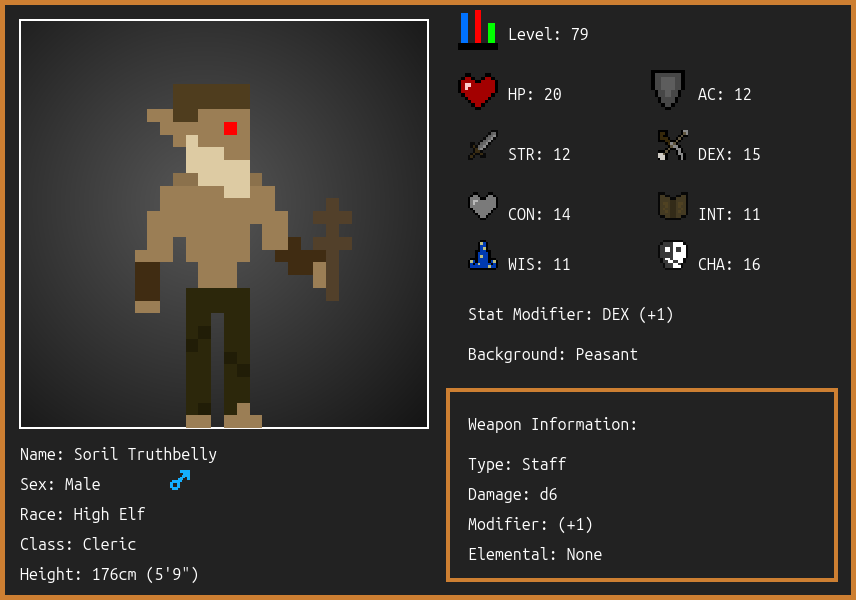 Level: 79
HP: 20
AC: 12
STR: 12
DEX: 15
CON: 14
INT: 11
WIS: 11
CHA: 16
Stat Modifier: DEX (+1)
Background: Peasant
Weapon Information:
Type: Staff
Damage: d6
Modifier: (+1)
Elemental: None
Name: Soril Truthbelly
Sex: Male
Race: High Elf
Class: Cleric
Height: 176cm (5'9")